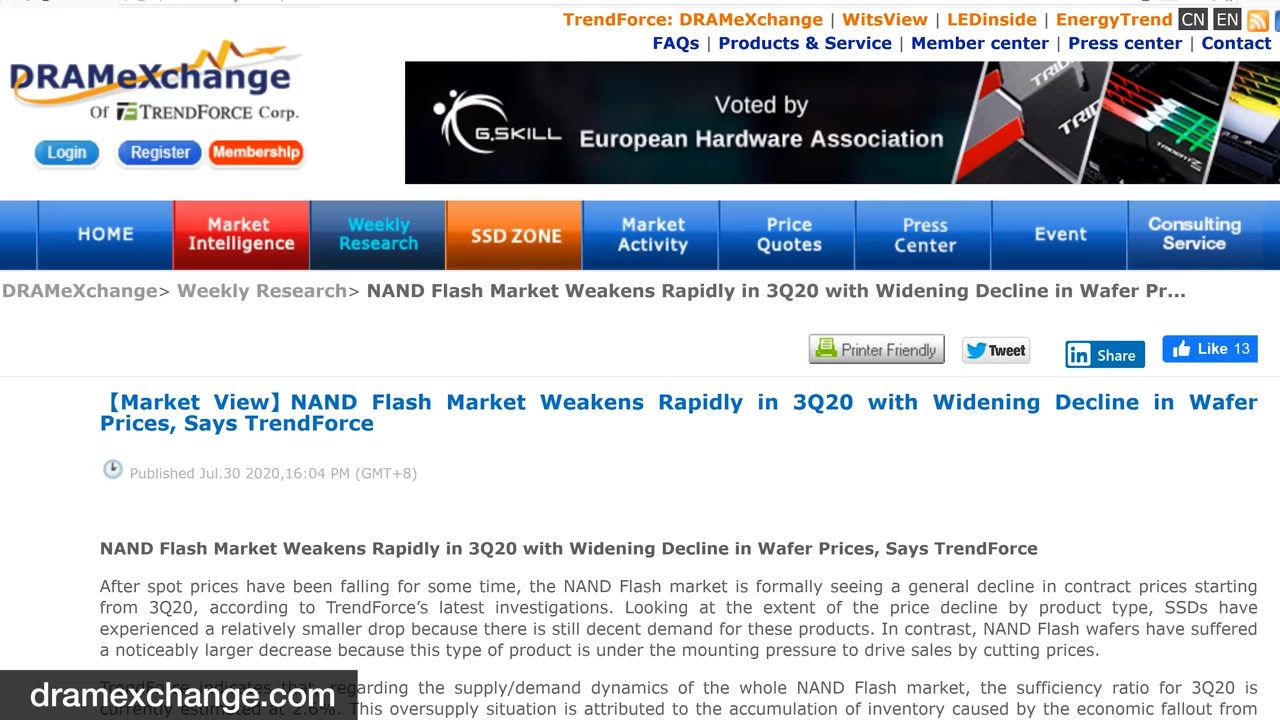 TrendForce: DRAMeXchange | WitsView | LEDinside | EnergyTrend CN EN
FAQs | Products & Service | Member center | Press center | Contact
DRAMeXchange
Of TRENDFORCE Corp.
Login Register Membership
G.SKILL
Voted by
European Hardware Association
TRIDENT Z
HOME
Market Intelligence
Weekly Research
SSD ZONE
Market Activity
Price Quotes
Press Center
Event
Consulting Service
DRAMeXchange> Weekly Research> NAND Flash Market Weakens Rapidly in 3Q20 with Widening Decline in Wafer Pr...
Printer Friendly Tweet in Share Like 13
【Market View】NAND Flash Market Weakens Rapidly in 3Q20 with Widening Decline in Wafer
Prices, Says TrendForce
Published Jul.30 2020,16:04 PM (GMT+8)
NAND Flash Market Weakens Rapidly in 3Q20 with Widening Decline in Wafer Prices, Says TrendForce
After spot prices have been falling for some time, the NAND Flash market is formally seeing a general decline in contract prices starting
from 3Q20, according to TrendForce’s latest investigations. Looking at the extent of the price decline by product type, SSDs have
experienced a relatively smaller drop because there is still decent demand for these products. In contrast, NAND Flash wafers have suffered
a noticeably larger decrease because this type of product is under the mounting pressure to drive sales by cutting prices.
TrendForce indicates that, regarding the supply/demand dynamics of the whole NAND Flash market, the sufficiency ratio for 3Q20 is
currently estimated at 2.6%. This oversupply situation is attributed to the accumulation of inventory caused by the economic fallout from
dramexchange.com